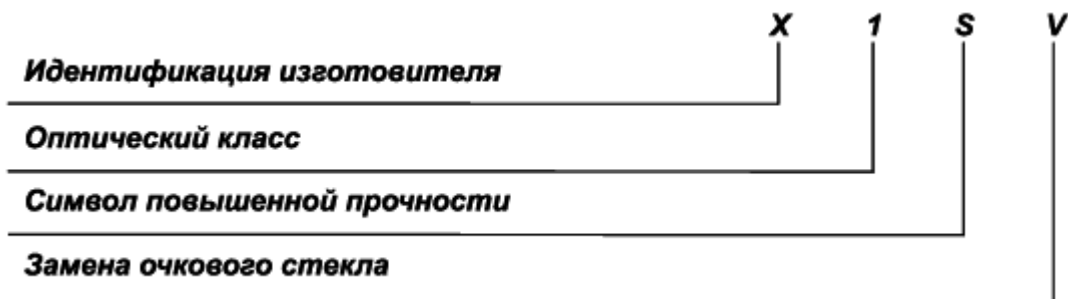 X 1 S V
Идентификация изготовителя
Оптический класс
Символ повышенной прочности
Замена очкового стекла